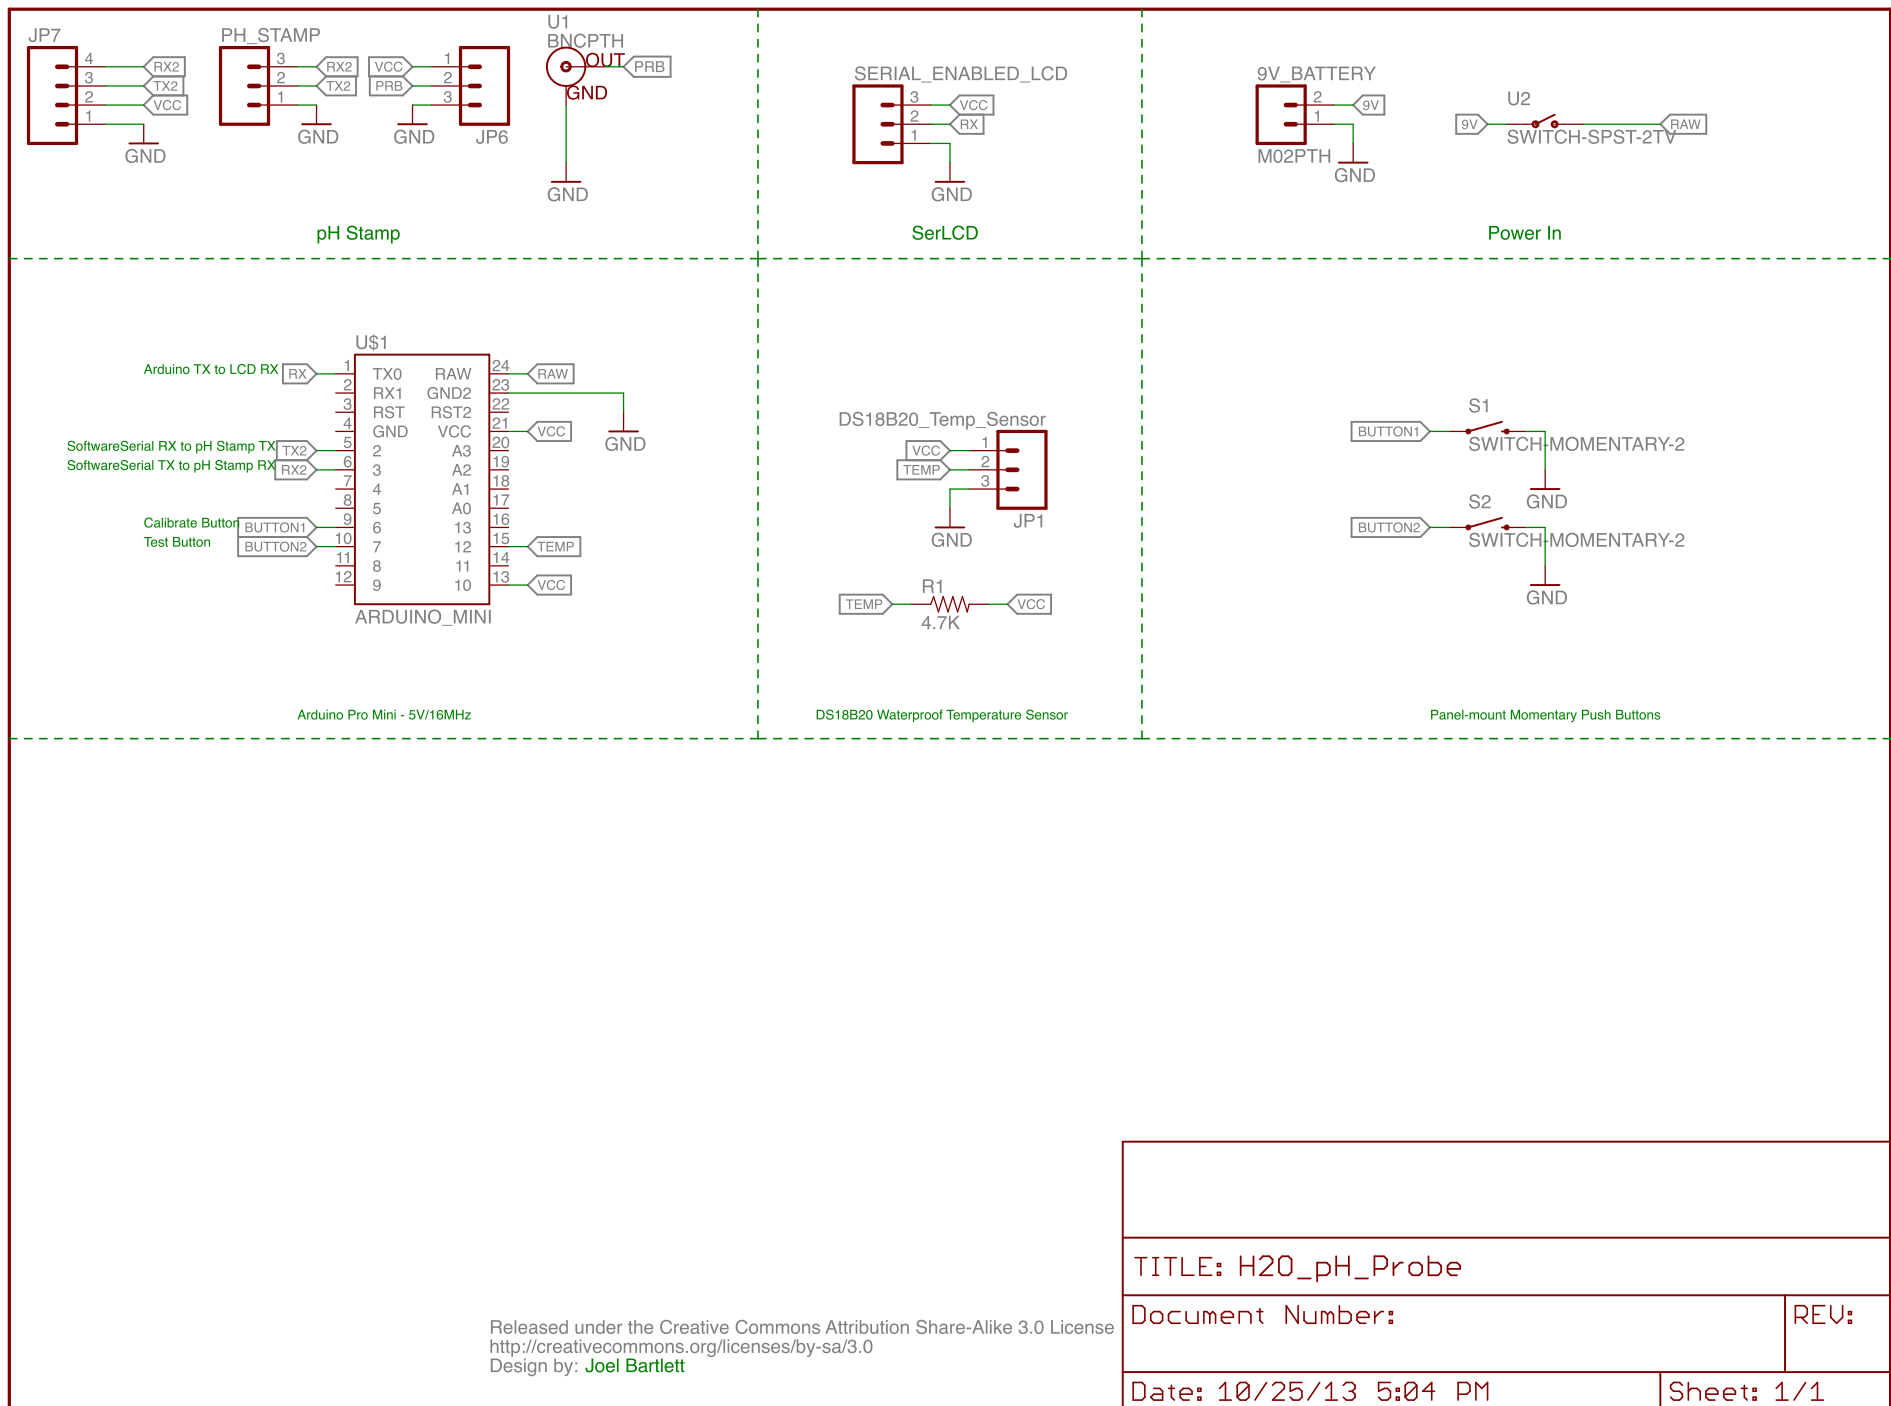 JP7
4 RX2
3 TX2
2 VCC
1
GND
PH_STAMP
3 RX2
2 TX2
1
GND
VCC 1
PRB 2
3
GND
JP6
U1
BNCPTH
OUT PRB
GND
GND
pH Stamp
SERIAL_ENABLED_LCD
3 VCC
2 RX
1
GND
SerLCD
9V_BATTERY
2 9V
1
M02PTH
GND
U2
9V RAW
SWITCH-SPST-2TV
Power In
U$1
Arduino TX to LCD RX RX 1 TX0 RAW 24 RAW
2 RX1 GND2 23
3 RST RST2 22
4 GND VCC 21 VCC
GND
SoftwareSerial RX to pH Stamp TX TX2 5 2 A3 20
SoftwareSerial TX to pH Stamp RX RX2 6 3 A2 19
7 4 A1 18
8 5 A0 17
Calibrate Button BUTTON1 9 6 13 16
Test Button BUTTON2 10 7 12 15 TEMP
11 8 11 14
12 9 10 13 VCC
ARDUINO_MINI
Arduino Pro Mini - 5V/16MHz
DS18B20_Temp_Sensor
VCC 1
TEMP 2
3
JP1
GND
R1
TEMP VCC
4.7K
DS18B20 Waterproof Temperature Sensor
S1
BUTTON1
SWITCH-MOMENTARY-2
GND
S2
BUTTON2
SWITCH-MOMENTARY-2
GND
Panel-mount Momentary Push Buttons
Released under the Creative Commons Attribution Share-Alike 3.0 License
http://creativecommons.org/licenses/by-sa/3.0
Design by: Joel Bartlett
TITLE: H2O_pH_Probe
Document Number:
REV:
Date: 10/25/13 5:04 PM
Sheet: 1/1